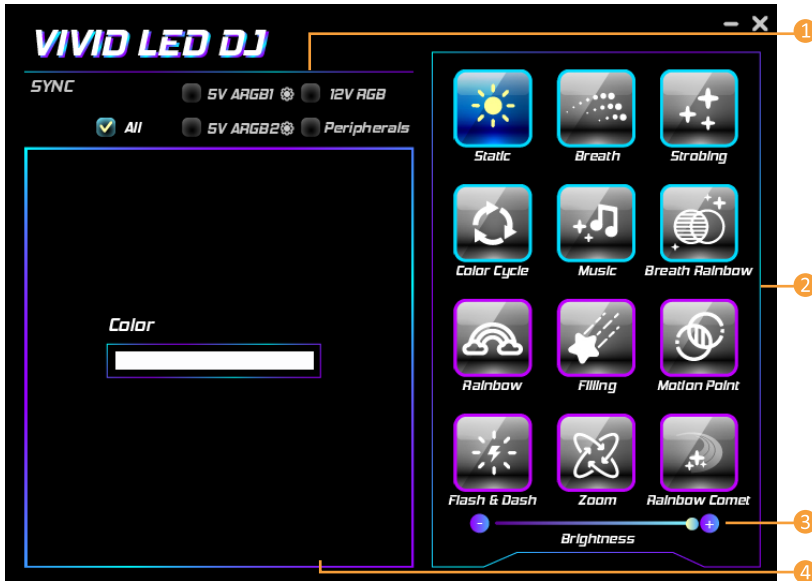 VIVID LED DJ
SYNC
5V ARGB1
12V RGB
All
5V ARGB2
Peripherals
Color
Static
Breath
Strobing
Color Cycle
Music
Breath Rainbow
Rainbow
Filling
Motion Point
Flash & Dash
Zoom
Rainbow Comet
- +
Brightness
1
2
3
4